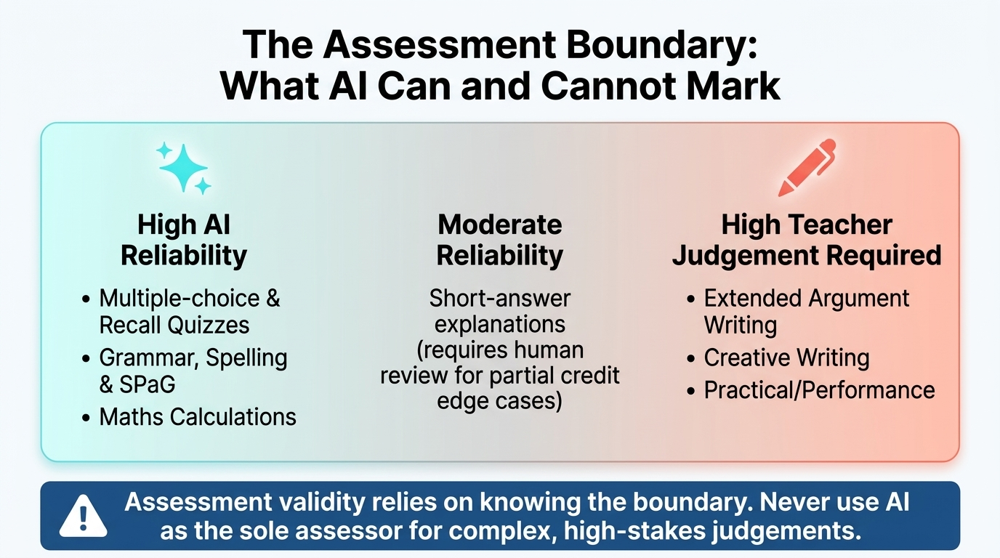 The Assessment Boundary:
What AI Can and Cannot Mark
High AI
Reliability
• Multiple-choice &
Recall Quizzes
• Grammar, Spelling
& SPaG
• Maths Calculations
Moderate
Reliability
Short-answer
explanations
(requires human
review for partial credit
edge cases)
High Teacher
Judgement Required
• Extended Argument
Writing
• Creative Writing
• Practical/Performance
Assessment validity relies on knowing the boundary. Never use AI
as the sole assessor for complex, high-stakes judgements.